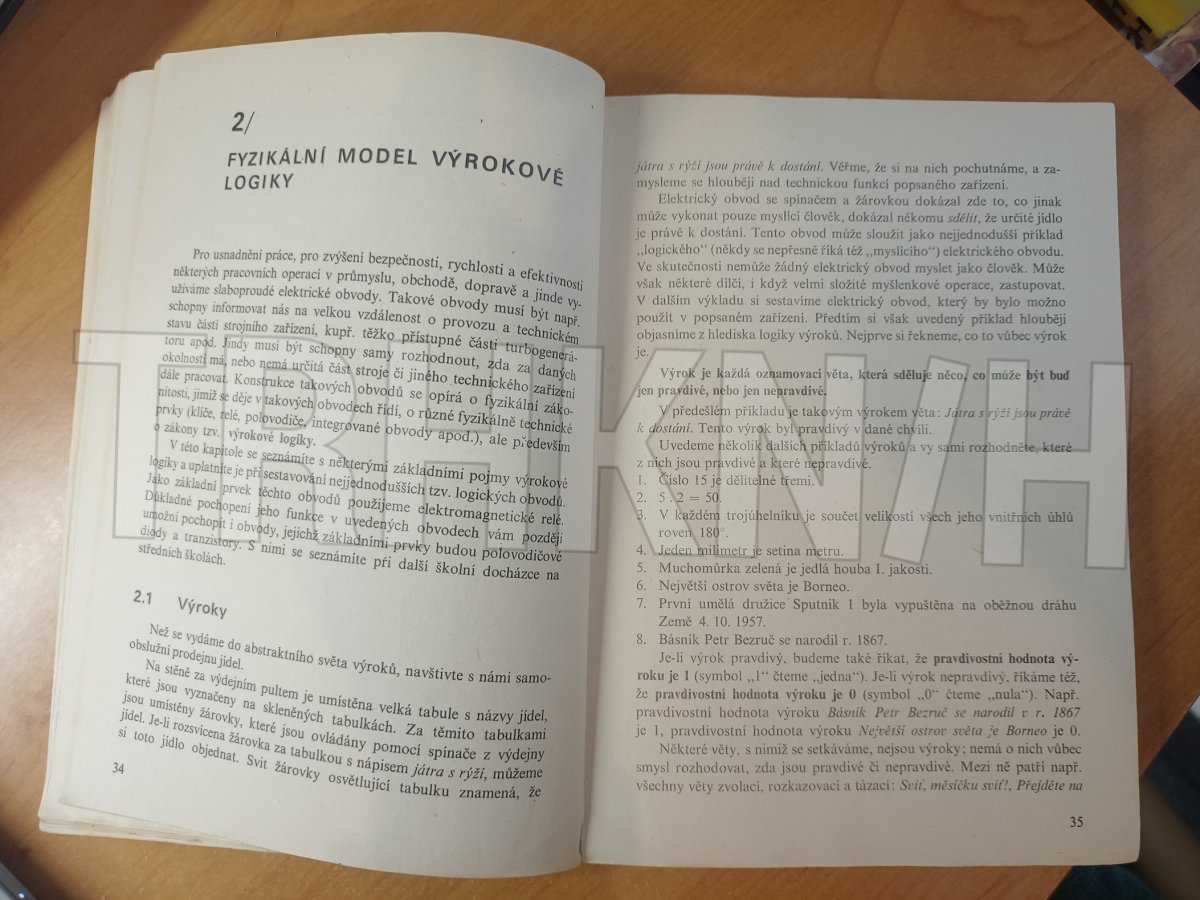 2/
FYZIKÁLNÍ MODEL VÝROKOVÉ
LOGIKY
Pro usnadnění práce, pro zvýšení bezpečnosti, rychlosti a efektivnosti
některých pracovních operací v průmyslu, obchodě, dopravě a jinde vy-
užíváme slaboproudé elektrické obvody. Takové obvody musí být např.
schopny informovat nás na velkou vzdálenost o provozu a technickém
stavu částí strojního zařízení, kupř. těžko přístupné části turbogenerá-
toru apod. Jindy musí být schopny samy rozhodnout, zda za daných
okolností má, nebo nemá určitá část stroje či jiného technického zařízení
dále pracovat. Konstrukce takových obvodů se opírá o fyzikální záko-
nitosti, jimiž se děje v takových obvodech řídí, o různé fyzikálně technické
prvky (klíče, relé, polovodiče, integrované obvody apod.), ale především
o zákony tzv. výrokové logiky.
V této kapitole se seznámíte s některými základními pojmy výrokové
logiky a uplatníte je při sestavování nejjednodušších tzv. logických obvodů.
Jako základní prvek těchto obvodů použijeme elektromagnetické relé.
Důkladné pochopení jeho funkce v uvedených obvodech vám později
umožní pochopit i obvody, jejichž základními prvky budou polovodičové
diody a tranzistory. S nimi se seznámíte při další školní docházce na
středních školách.
2.1 Výroky
Než se vydáme do abstraktního světa výroků, navštivte s námi samo-
obslužní prodejnu jídel.
Na stěně za výdejním pultem je umístěna velká tabule s názvy jídel,
které jsou vyznačeny na skleněných tabulkách. Za těmito tabulkami
jsou umístěny žárovky, které jsou ovládány pomocí spínače z výdejny
jídel. Je-li rozsvícena žárovka za tabulkou s nápisem játra s rýží, můžeme
si toto jídlo objednat. Svit žárovky osvětlující tabulku znamená, že
34
játra s rýží jsou právě k dostání. Věřme, že si na nich pochutnáme, a za-
mysleme se hlouběji nad technickou funkcí popsaného zařízení.
Elektrický obvod se spínačem a žárovkou dokázal zde to, co jinak
může vykonat pouze myslící člověk, dokázal někomu sdělit, že určité jídlo
je právě k dostání. Tento obvod může sloužit jako nejjednodušší příklad
„logického“ (někdy se nepřesně říká též „myslícího“) elektrického obvodu.
Ve skutečnosti nemůže žádný elektrický obvod myslet jako člověk. Může
však některé dílčí, i když velmi složité myšlenkové operace, zastupovat.
V dalším výkladu si sestavíme elektrický obvod, který by bylo možno
použít v popsaném zařízení. Předtím si však uvedený příklad hlouběji
objasníme z hlediska logiky výroků. Nejprve si řekneme, co to vůbec výrok
je.
Výrok je každá oznamovací věta, která sděluje něco, co může být buď
jen pravdivé, nebo jen nepravdivé.
V předešlém příkladu je takovým výrokem věta: Játra s rýží jsou právě
k dostání. Tento výrok byl pravdivý v dané chvíli.
Uvedeme několik dalších příkladů výroků a vy sami rozhodněte, které
z nich jsou pravdivé a které nepravdivé.
1. Číslo 15 je dělitelné třemi.
2. 5 . 2 = 50.
3. V každém trojúhelníku je součet velikostí všech jeho vnitřních úhlů
roven 180°.
4. Jeden milimetr je setina metru.
5. Muchomůrka zelená je jedlá houba I. jakosti.
6. Největší ostrov světa je Borneo.
7. První umělá družice Sputnik 1 byla vypuštěna na oběžnou dráhu
Země 4. 10. 1957.
8. Básník Petr Bezruč se narodil r. 1867.
Je-li výrok pravdivý, budeme také říkat, že pravdivostní hodnota vý-
roku je 1 (symbol „1“ čteme „jedna“). Je-li výrok nepravdivý, říkáme též,
že pravdivostní hodnota výroku je 0 (symbol „0“ čteme „nula“). Např.
pravdivostní hodnota výroku Básník Petr Bezruč se narodil v r. 1867
je 1, pravdivostní hodnota výroku Největší ostrov světa je Borneo je 0.
Některé věty, s nimiž se setkáváme, nejsou výroky; nemá o nich vůbec
smysl rozhodovat, zda jsou pravdivé či nepravdivé. Mezi ně patří např.
všechny věty zvolací, rozkazovací a tázací: Sviť, měsíčku sviť!, Přejděte na
35